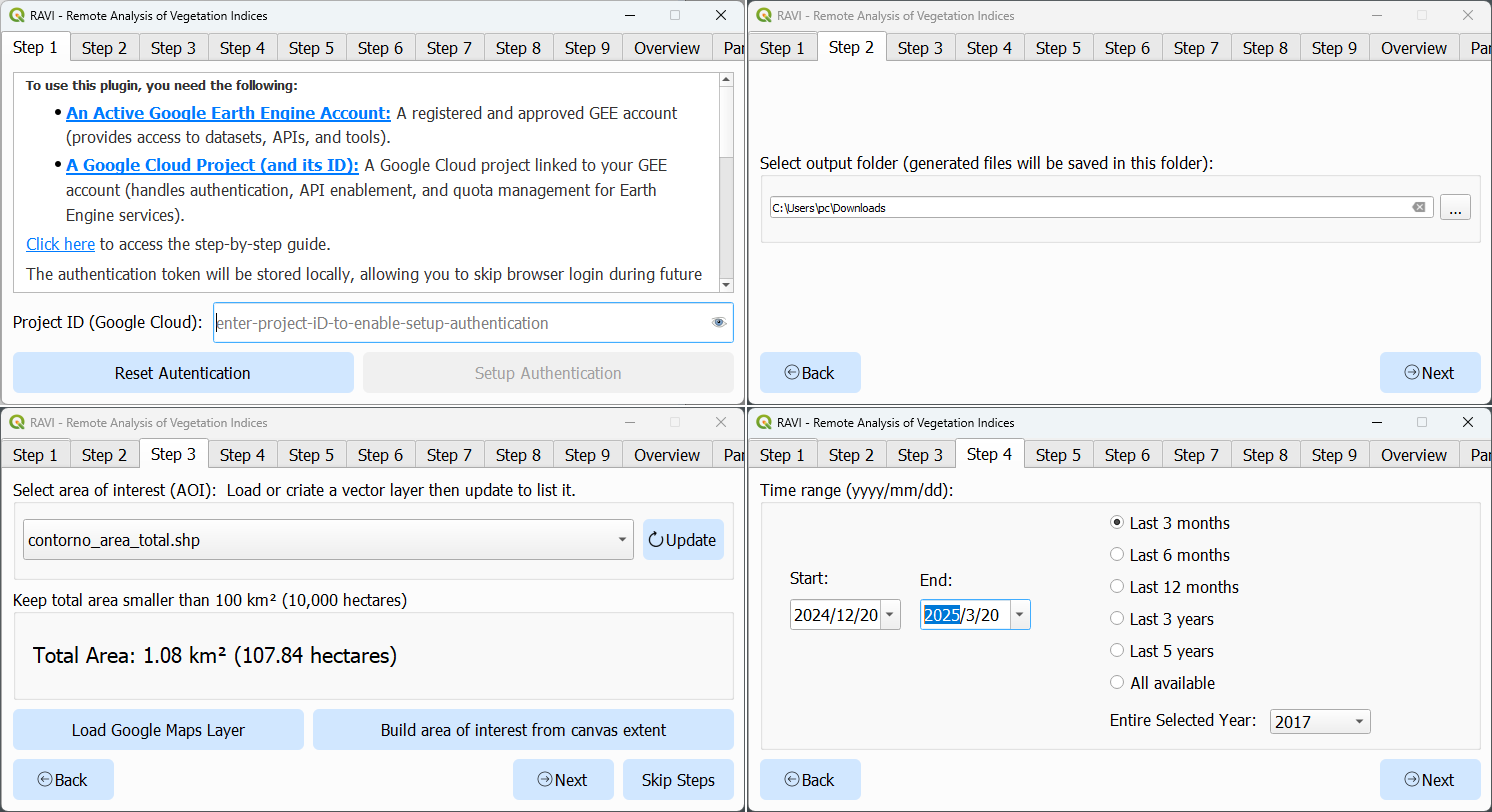 RAVI - Remote Analysis of Vegetation Indices
Step 1 Step 2 Step 3 Step 4 Step 5 Step 6 Step 7 Step 8 Step 9 Overview Par
To use this plugin, you need the following:
• An Active Google Earth Engine Account: A registered and approved GEE account
(provides access to datasets, APIs, and tools).
• A Google Cloud Project (and its ID): A Google Cloud project linked to your GEE
account (handles authentication, API enablement, and quota management for Earth
Engine services).
Click here to access the step-by-step guide.
The authentication token will be stored locally, allowing you to skip browser login during future
Project ID (Google Cloud): enter-project-iD-to-enable-setup-authentication
Reset Autentication Setup Authentication
RAVI - Remote Analysis of Vegetation Indices
Step 1 Step 2 Step 3 Step 4 Step 5 Step 6 Step 7 Step 8 Step 9 Overview Par
Select output folder (generated files will be saved in this folder):
C:\Users\pc\Downloads ...
Back Next
RAVI - Remote Analysis of Vegetation Indices
Step 1 Step 2 Step 3 Step 4 Step 5 Step 6 Step 7 Step 8 Step 9 Overview Par
Select area of interest (AOI): Load or criate a vector layer then update to list it.
contorno_area_total.shp Update
Keep total area smaller than 100 km² (10,000 hectares)
Total Area: 1.08 km² (107.84 hectares)
Load Google Maps Layer Build area of interest from canvas extent
Back Next Skip Steps
RAVI - Remote Analysis of Vegetation Indices
Step 1 Step 2 Step 3 Step 4 Step 5 Step 6 Step 7 Step 8 Step 9 Overview Par
Time range (yyyy/mm/dd):
Start: End:
2024/12/20 2025/3/20
Last 3 months
Last 6 months
Last 12 months
Last 3 years
Last 5 years
All available
Entire Selected Year: 2017
Back Next